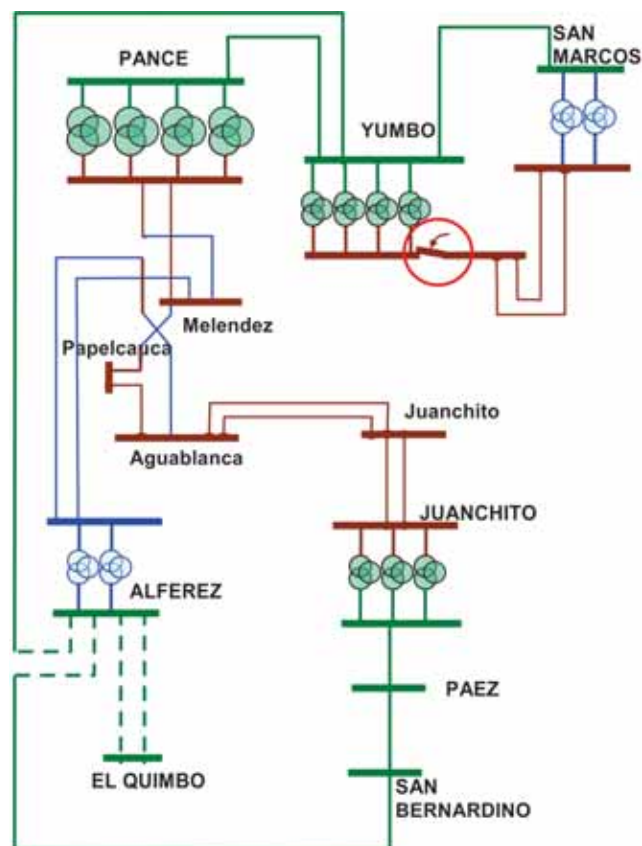 SAN
MARCOS
PANCE
YUMBO
Melendez
Papelcauca
Juanchito
Aguablanca
JUANCHITO
ALFEREZ
PAEZ
EL QUIMBO
SAN
BERNARDINO